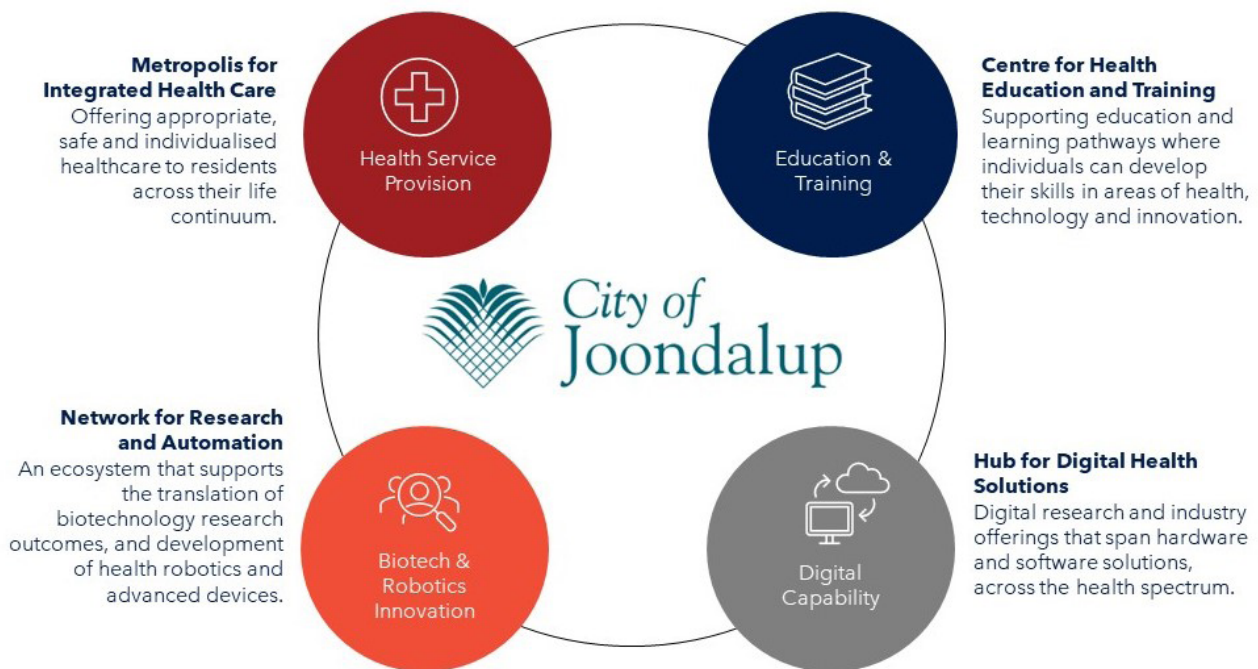 Metropolis for
Integrated Health Care
Offering appropriate,
safe and individualised
healthcare to residents
across their life
continuum.
Health Service
Provision
Education &
Training
Centre for Health
Education and Training
Supporting education and
learning pathways where
individuals can develop
their skills in areas of health,
technology and innovation.
City of
Joondalup
Network for Research
and Automation
An ecosystem that supports
the translation of
biotechnology research
outcomes, and development
of health robotics and
advanced devices.
Biotech &
Robotics
Innovation
Digital
Capability
Hub for Digital Health
Solutions
Digital research and industry
offerings that span hardware
and software solutions,
across the health spectrum.